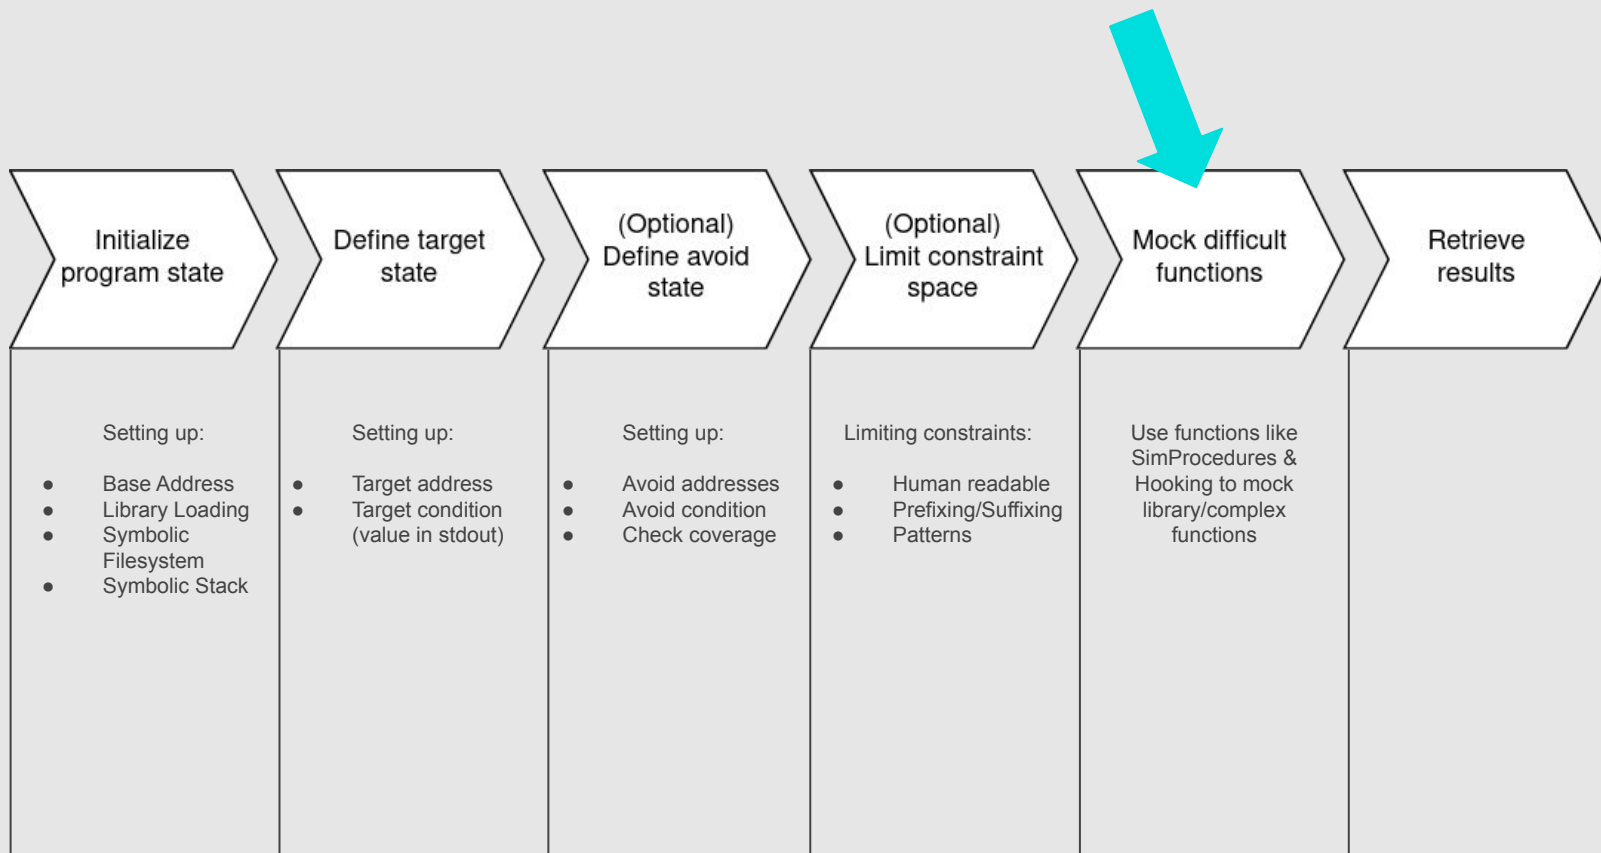 Initialize
program state
Define target
state
(Optional)
Define avoid
state
(Optional)
Limit constraint
space
Mock difficult
functions
Retrieve
results
Setting up:
● Base Address
● Library Loading
● Symbolic
Filesystem
● Symbolic Stack
Setting up:
● Target address
● Target condition
(value in stdout)
Setting up:
● Avoid addresses
● Avoid condition
● Check coverage
Limiting constraints:
● Human readable
● Prefixing/Suffixing
● Patterns
Use functions like
SimProcedures &
Hooking to mock
library/complex
functions